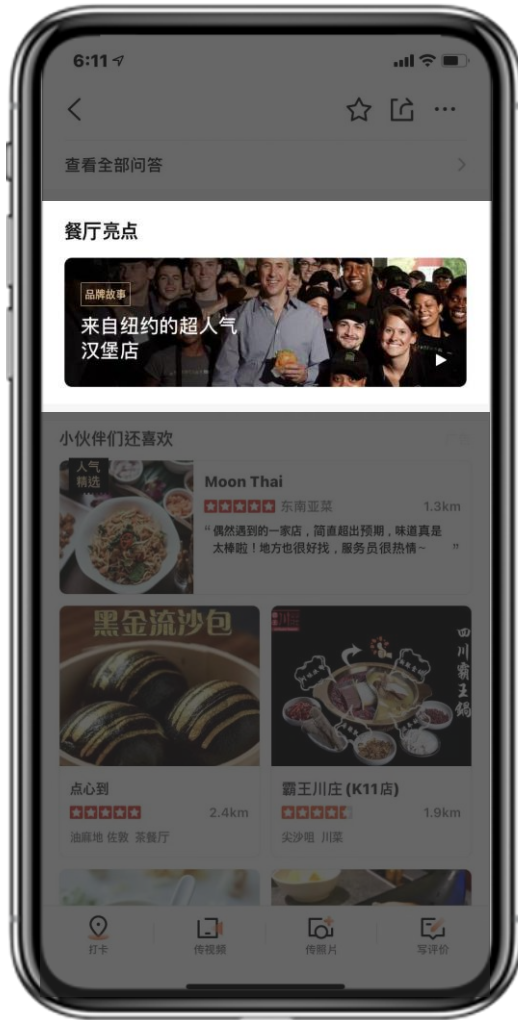 6:11
查看全部问答
餐厅亮点
品牌故事
来自纽约的超人气
汉堡店
小伙伴们还喜欢
人气
精选
Moon Thai
东南亚菜
1.3km
“偶然遇到的一家店，简直超出预期，味道真是
太棒啦！地方也很好找，服务员很热情~ ”
黑金流沙包
四川霸王锅
点心到
2.4km
油麻地 佐敦 茶餐厅
霸王川庄(K11店)
1.9km
尖沙咀 川菜
打卡
传视频
传照片
写评价